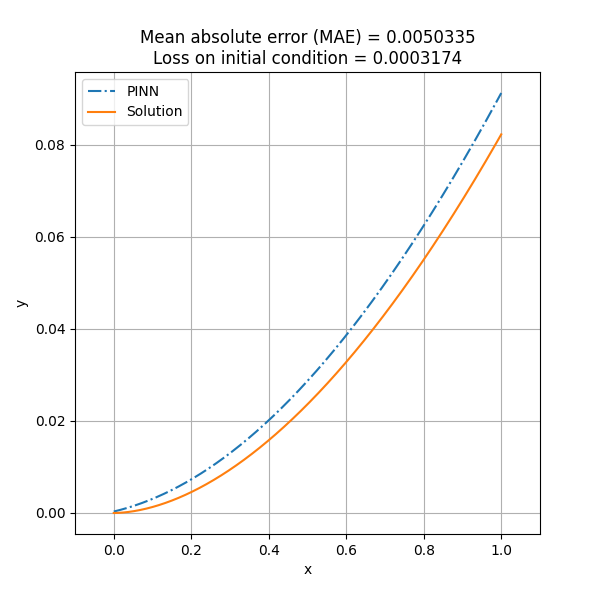 Mean absolute error (MAE) = 0.0050335
Loss on initial condition = 0.0003174
PINN
Solution
0.08
0.06
0.04
0.02
0.00
y
0.0 0.2 0.4 0.6 0.8 1.0
x